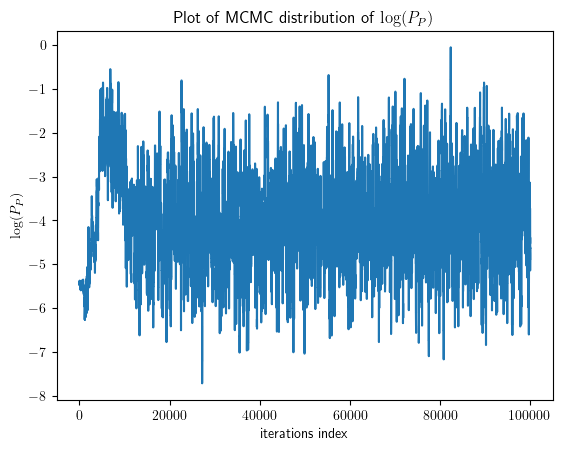 Plot of MCMC distribution of log(P_P)
0
−1
−2
−3
−4
−5
−6
−7
−8
log(P_P)
0 20000 40000 60000 80000 100000
iterations index